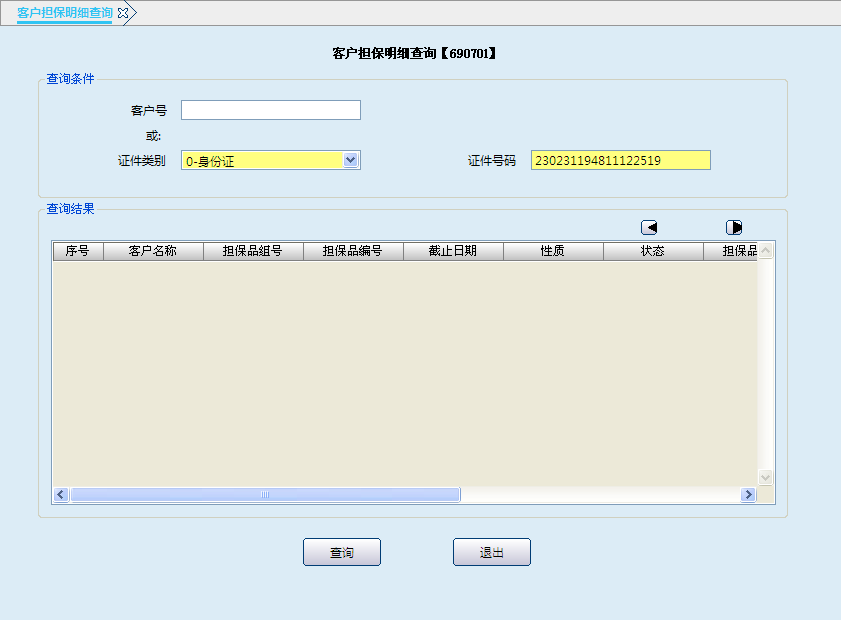 客户担保明细查询
客户担保明细查询【690701】
查询条件
客户号
或:
证件类别 0-身份证 证件号码 230231194811122519
查询结果
序号 客户名称 担保品组号 担保品编号 截止日期 性质 状态 担保品
查询 退出